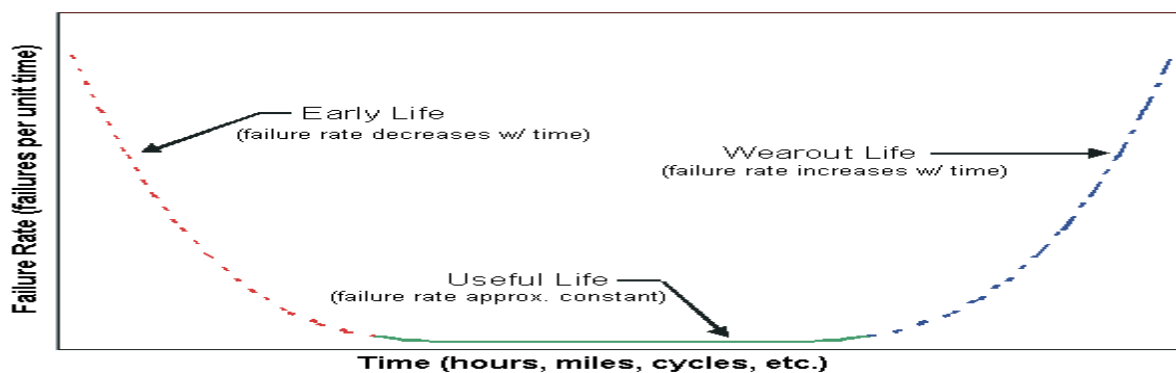 Failure Rate (failures per unit time)
Early Life
(failure rate decreases w/ time)
Wearout Life
(failure rate increases w/ time)
Useful Life
(failure rate approx. constant)
Time (hours, miles, cycles, etc.)